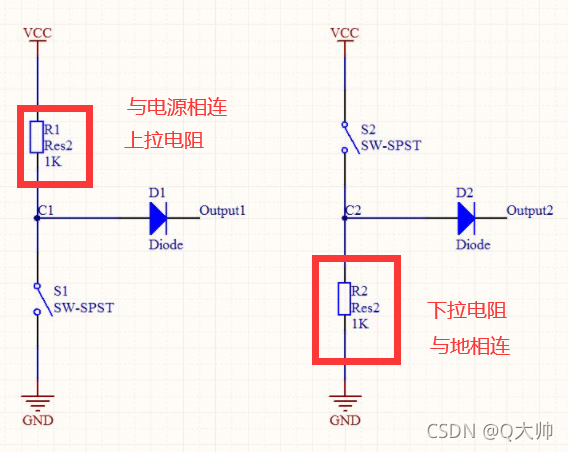 VCC
R1
Res2
1K
与电源相连
上拉电阻
C1
D1
Output1
Diode
S1
SW-SPST
GND
VCC
S2
SW-SPST
C2
D2
Output2
Diode
R2
Res2
1K
下拉电阻
与地相连
GND
CSDN @Q大帅